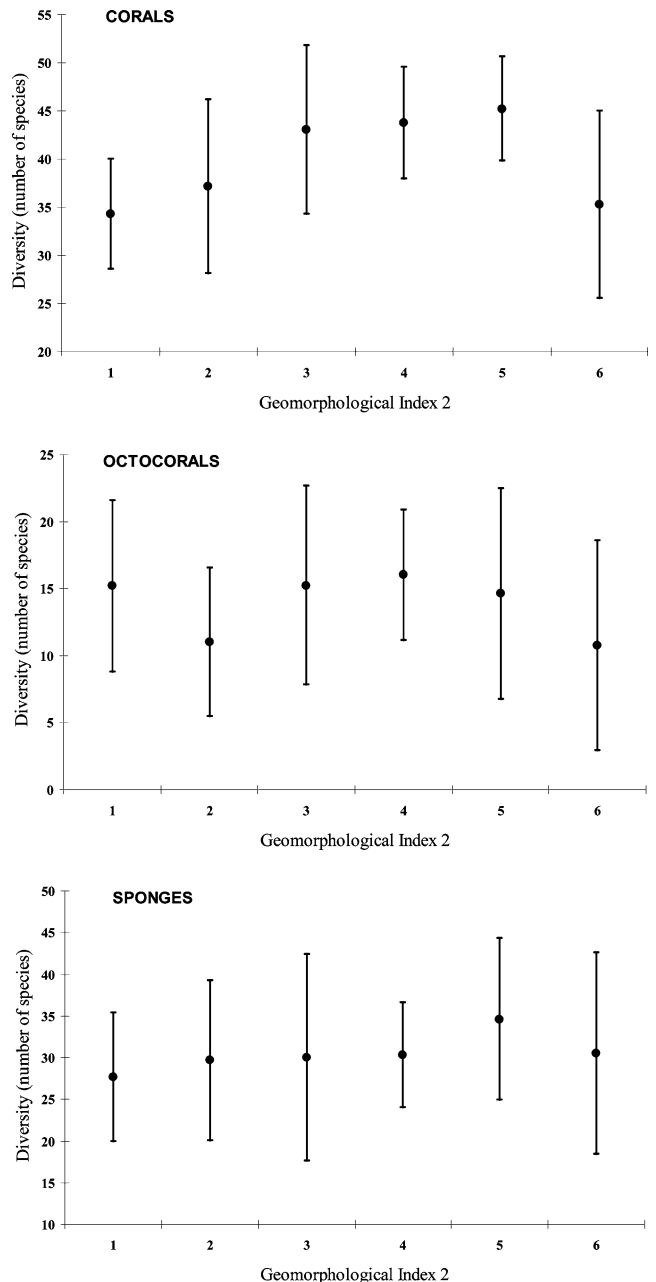 CORALS
Diversity (number of species)
55
50
45
40
35
30
25
20
1 2 3 4 5 6
Geomorphological Index 2
OCTOCORALS
Diversity (number of species)
25
20
15
10
5
0
1 2 3 4 5 6
Geomorphological Index 2
SPONGES
Diversity (number of species)
50
45
40
35
30
25
20
15
10
1 2 3 4 5 6
Geomorphological Index 2